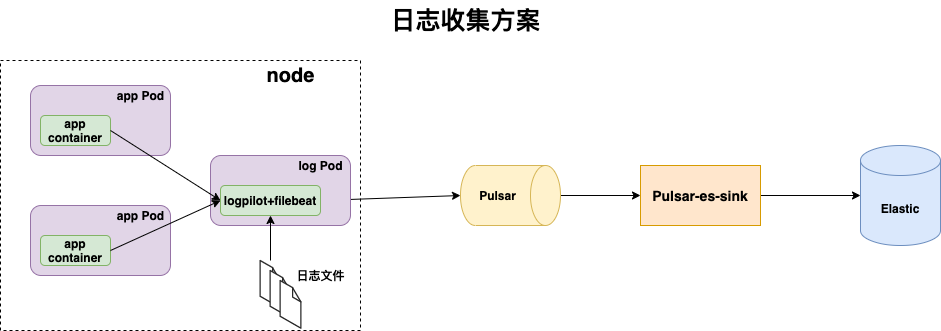 日志收集方案
node
app Pod
app
container
log Pod
logpilot+filebeat
app Pod
app
container
日志文件
Pulsar
Pulsar-es-sink
Elastic